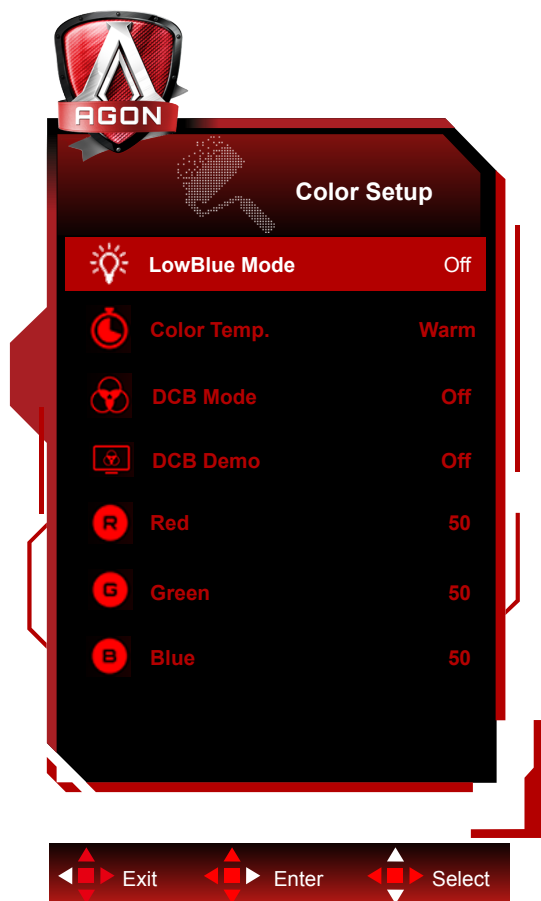 AGON
Color Setup
LowBlue Mode Off
Color Temp. Warm
DCB Mode Off
DCB Demo Off
R Red 50
G Green 50
B Blue 50
Exit Enter Select